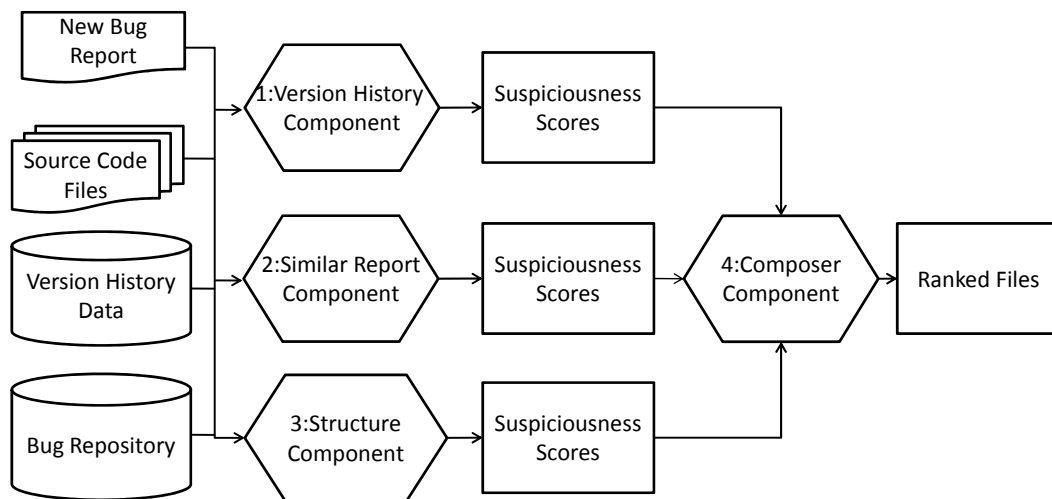 New Bug
Report
Source Code
Files
Version History
Data
Bug Repository
1:Version History
Component
2:Similar Report
Component
3:Structure
Component
Suspiciousness
Scores
Suspiciousness
Scores
Suspiciousness
Scores
4:Composer
Component
Ranked Files